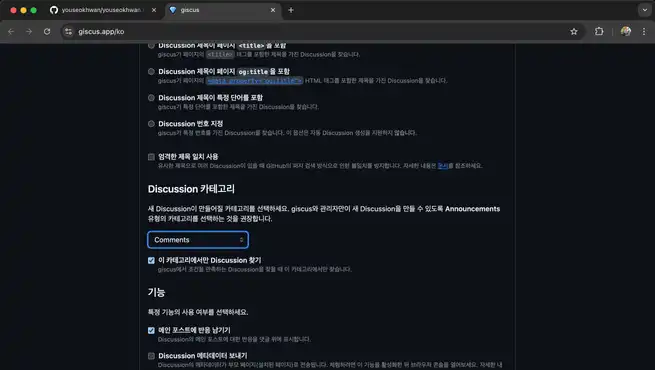 youseokhwan/youseokhwan.
giscus
giscus.app/ko
Discussion 제목이 페이지 <title> 을 포함
giscus가 페이지의 <title> 태그를 포함한 제목을 가진 Discussion을 찾습니다.
Discussion 제목이 페이지 og:title 을 포함
giscus가 페이지의 <meta property="og:title"> HTML 태그를 포함한 제목을 가진 Discussion을 찾습니다.
Discussion 제목이 특정 단어를 포함
giscus가 특정 단어를 포함한 제목을 가진 Discussion을 찾습니다.
Discussion 번호 지정
giscus가 특정 번호를 가진 Discussion을 찾습니다. 이 옵션은 자동 Discussion 생성을 지원하지 않습니다.
엄격한 제목 일치 사용
유사한 제목으로 여러 Discussion이 있을 때 GitHub의 퍼지 검색 방식으로 인한 불일치를 방지합니다. 자세한 내용은 문서를 참조하세요.
Discussion 카테고리
새 Discussion이 만들어질 카테고리를 선택하세요. giscus와 관리자만이 새 Discussion을 만들 수 있도록 Announcements
유형의 카테고리를 선택하는 것을 권장합니다.
Comments
이 카테고리에서만 Discussion 찾기
giscus에서 조건을 만족하는 Discussion을 찾을 때 이 카테고리에서만 찾습니다.
기능
특정 기능의 사용 여부를 선택하세요.
메인 포스트에 반응 남기기
Discussion의 메인 포스트에 대한 반응을 댓글 위에 표시합니다.
Discussion 메타데이터 보내기
Discussion의 메타데이터가 부모 페이지(설치된 페이지)로 전송됩니다. 체험하려면 이 기능을 활성화한 뒤 브라우저 콘솔을 열어보세요. 자세한 내